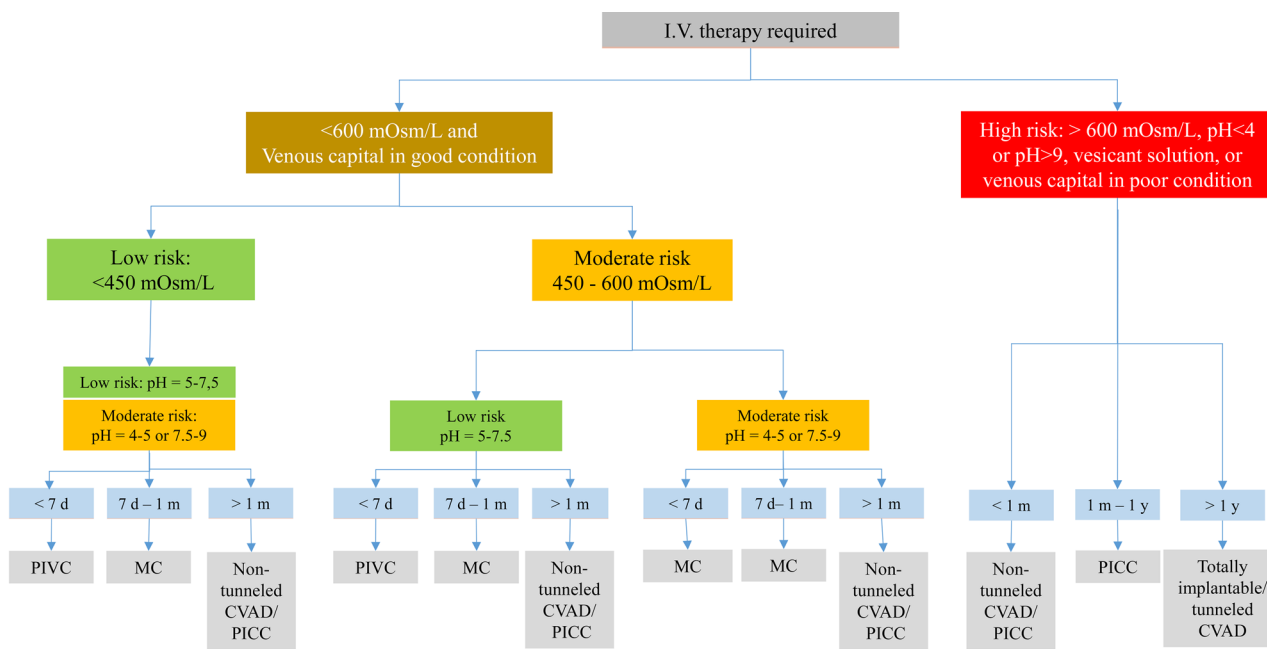 I.V. therapy required
<600 mOsm/L and
Venous capital in good condition
High risk: > 600 mOsm/L, pH<4
or pH>9, vesicant solution, or
venous capital in poor condition
Low risk:
<450 mOsm/L
Moderate risk
450 - 600 mOsm/L
Low risk: pH = 5-7,5
Moderate risk:
pH = 4-5 or 7.5-9
Low risk
pH = 5-7.5
Moderate risk
pH = 4-5 or 7.5-9
< 7 d
7 d – 1 m
> 1 m
< 7 d
7 d – 1 m
> 1 m
< 7 d
7 d– 1 m
> 1 m
< 1 m
1 m – 1 y
> 1 y
PIVC
MC
Non-
tunneled
CVAD/
PICC
PIVC
MC
Non-
tunneled
CVAD/
PICC
MC
MC
Non-
tunneled
CVAD/
PICC
Non-
tunneled
CVAD/
PICC
PICC
Totally
implantable/
tunneled
CVAD